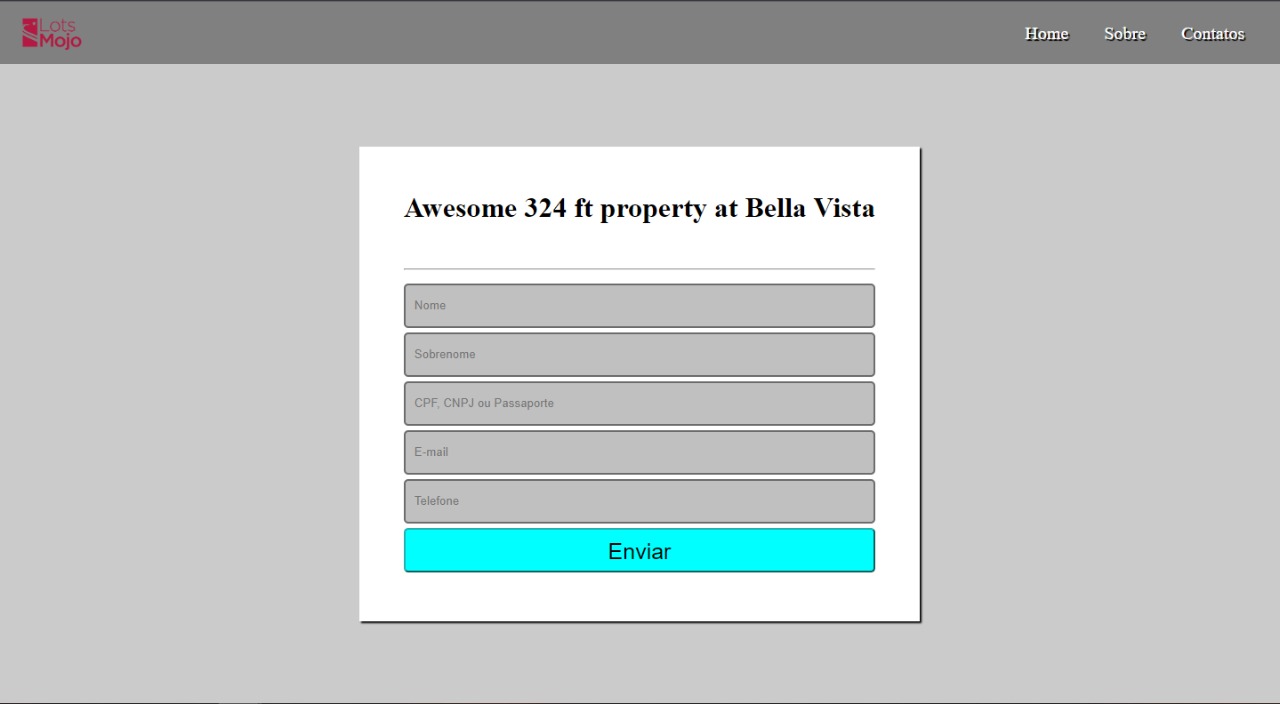 Lots
Mojo
Home Sobre Contatos
Awesome 324 ft property at Bella Vista
Nome
Sobrenome
CPF, CNPJ ou Passaporte
E-mail
Telefone
Enviar